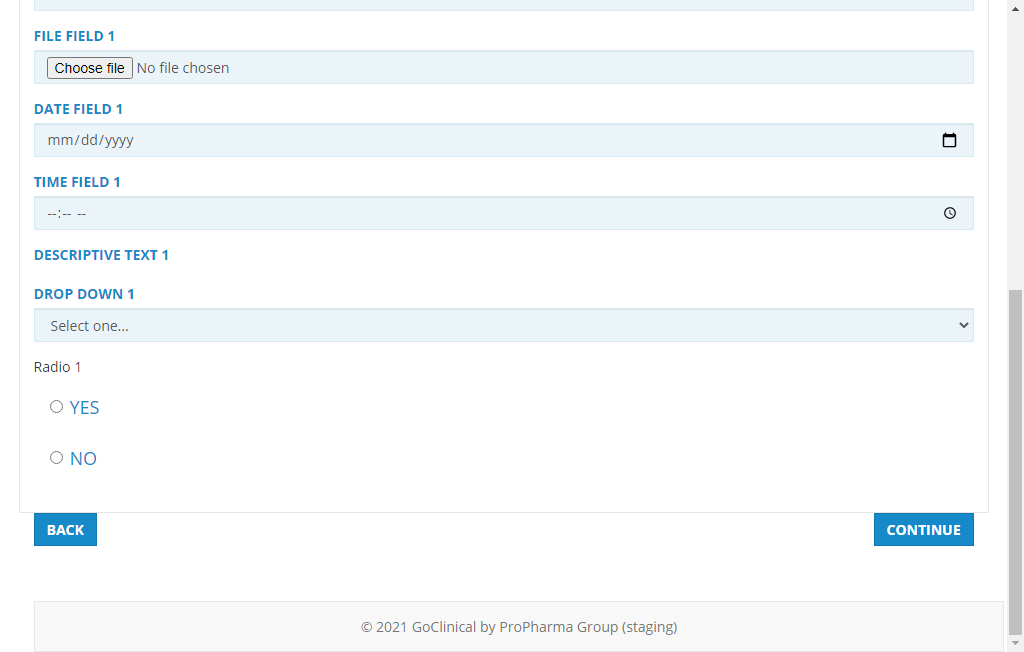 FILE FIELD 1
Choose file No file chosen
DATE FIELD 1
mm/dd/yyyy
TIME FIELD 1
--:-- --
DESCRIPTIVE TEXT 1
DROP DOWN 1
Select one...
Radio 1
YES
NO
BACK CONTINUE
© 2021 GoClinical by ProPharma Group (staging)